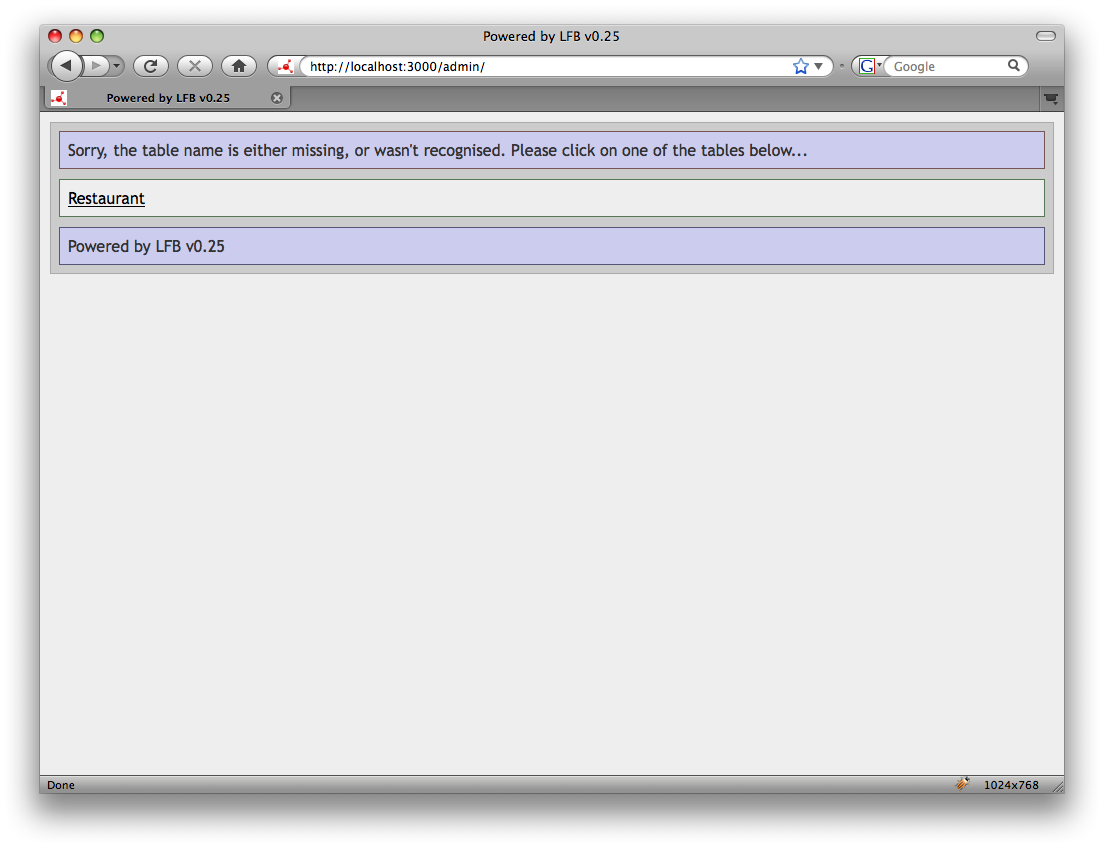 Powered by LFB v0.25
http://localhost:3000/admin/
G
Google
Powered by LFB v0.25
Sorry, the table name is either missing, or wasn't recognised. Please click on one of the tables below...
Restaurant
Powered by LFB v0.25
Done
1024x768